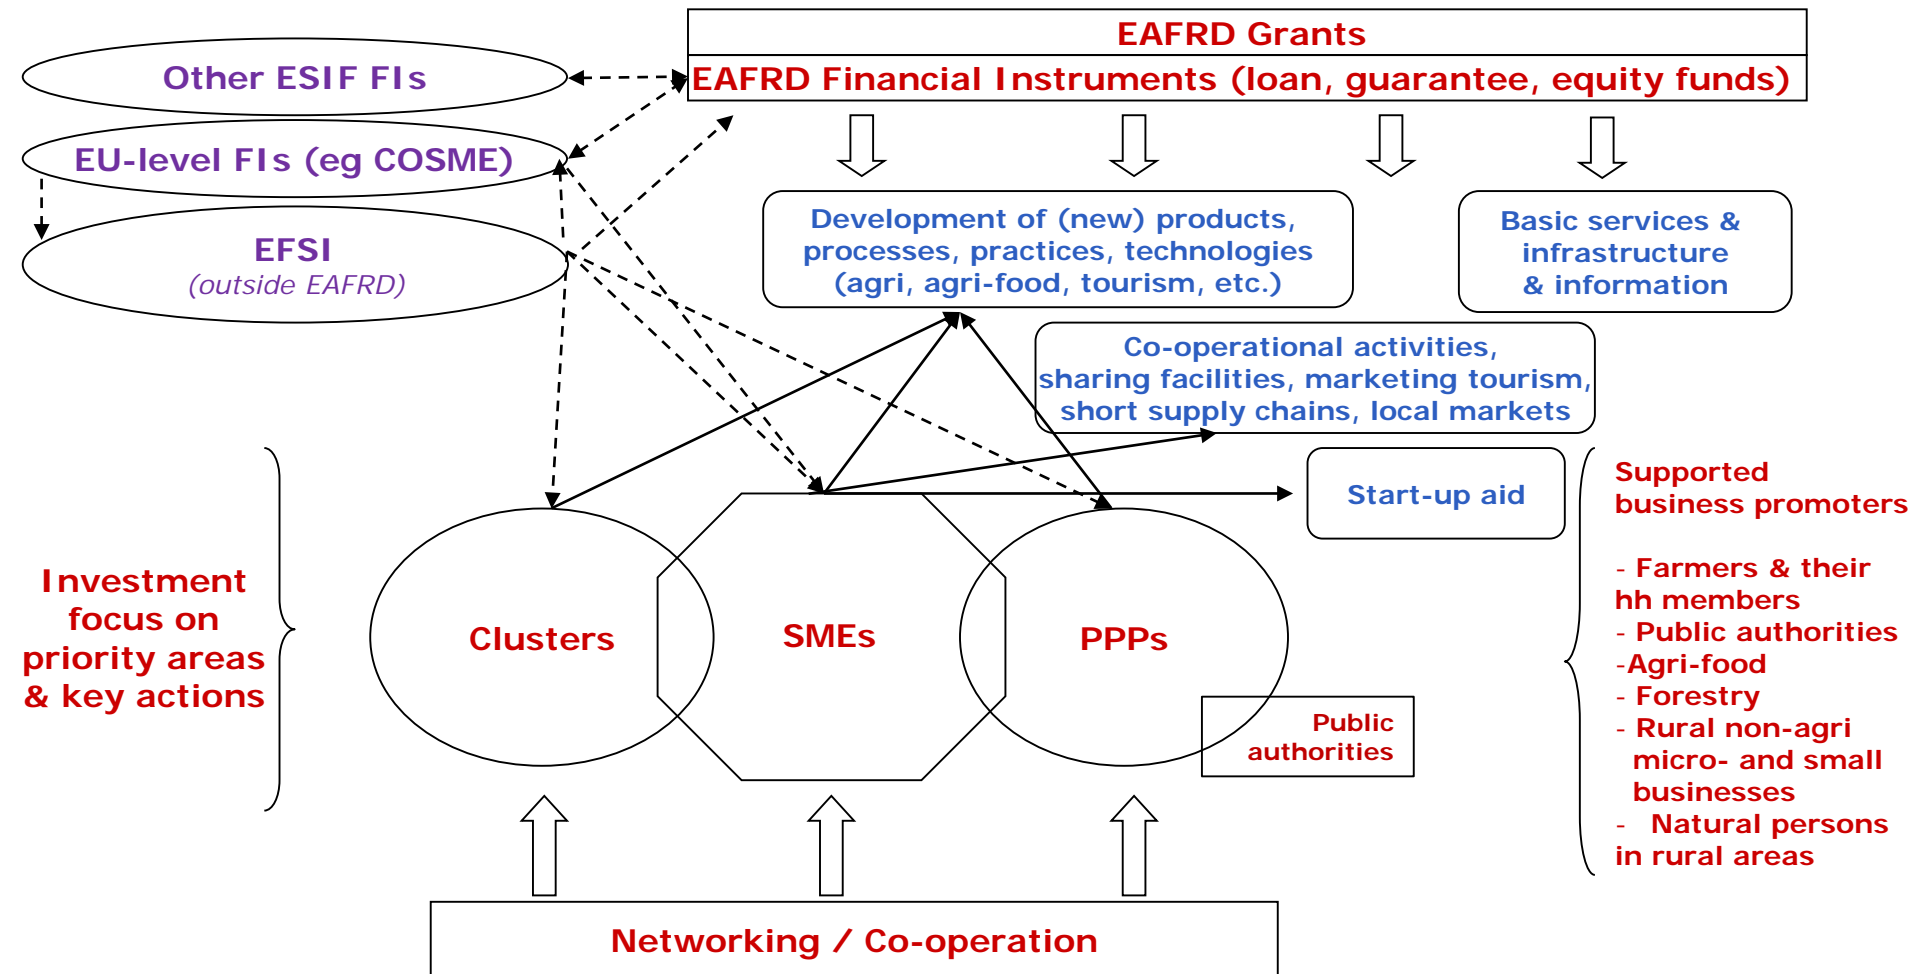 EAFRD Grants
EAFRD Financial Instruments (loan, guarantee, equity funds)
Other ESIF FIs
EU-level FIs (eg COSME)
EFSI
(outside EAFRD)
Development of (new) products,
processes, practices, technologies
(agri, agri-food, tourism, etc.)
Basic services &
infrastructure
& information
Co-operational activities,
sharing facilities, marketing tourism,
short supply chains, local markets
Start-up aid
Investment
focus on
priority areas
& key actions
Clusters
SMEs
PPPs
Public
authorities
Supported
business promoters
- Farmers & their
hh members
- Public authorities
-Agri-food
- Forestry
- Rural non-agri
micro- and small
businesses
- Natural persons
in rural areas
Networking / Co-operation